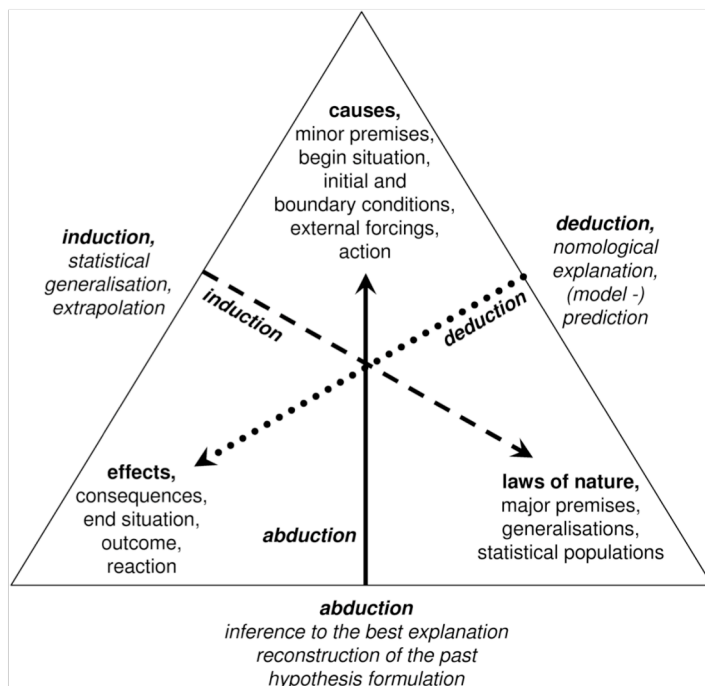 causes,
minor premises,
begin situation,
initial and
boundary conditions,
external forcings,
action
induction,
statistical
generalisation,
extrapolation
deduction,
nomological
explanation,
(model -)
prediction
induction
deduction
effects,
consequences,
end situation,
outcome,
reaction
laws of nature,
major premises,
generalisations,
statistical populations
abduction
abduction
inference to the best explanation
reconstruction of the past
hypothesis formulation